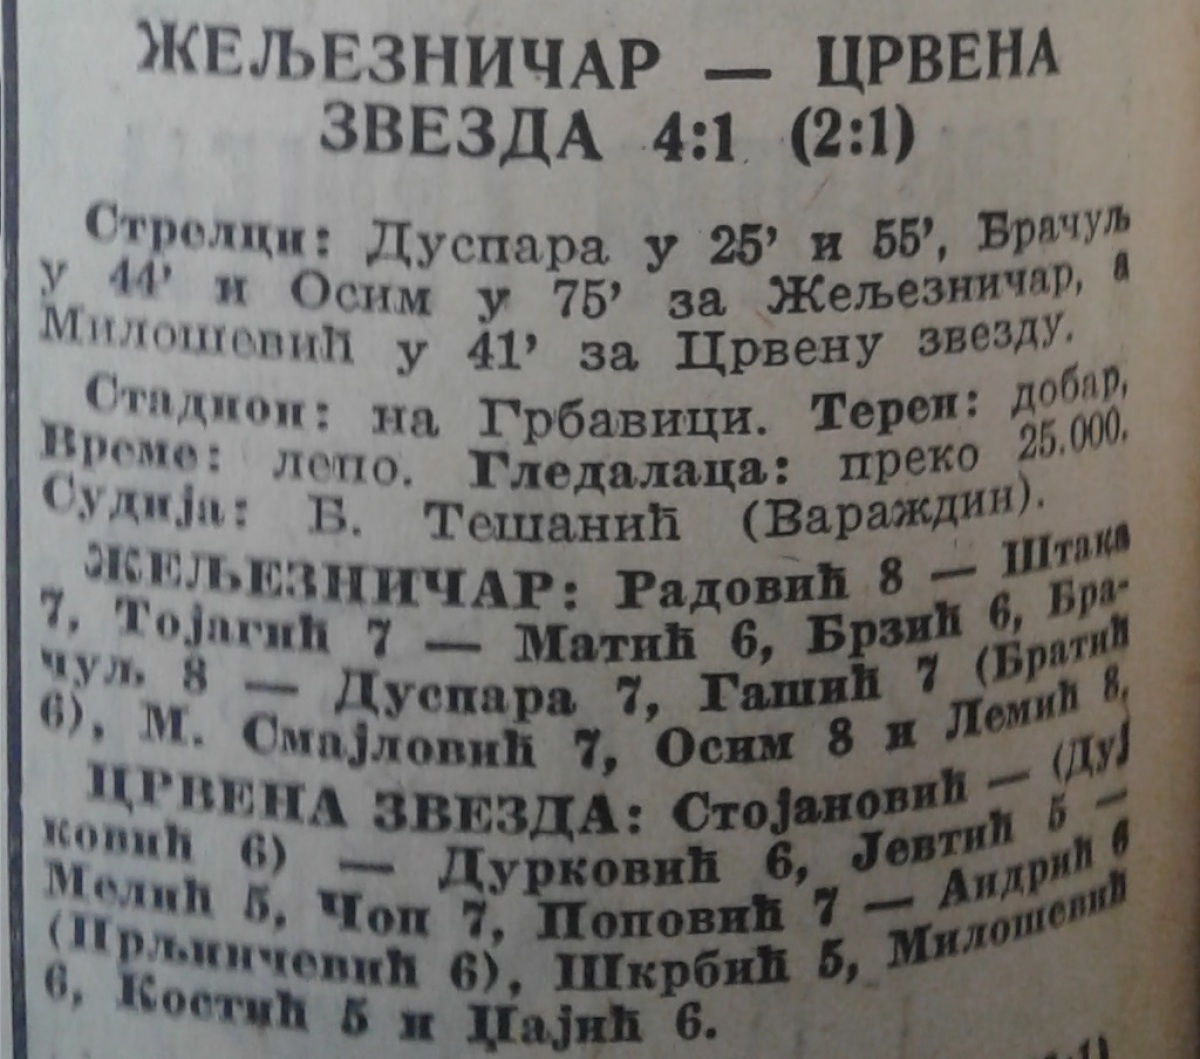 ЖЕЉЕЗНИЧАР — ЦРВЕНА
ЗВЕЗДА 4:1 (2:1)
Стрелци: Дуспара у 25’ и 55’, Брачуљ
у 44’ и Осим у 75’ за Жељезничар, а
Милошевић у 41’ за Црвену звезду.
Стадион: на Грбавици. Терен: добар,
Време: лепо. Гледалаца: преко 25.000.
Судија: Б. Тешанић (Вараждин).
ЖЕЉЕЗНИЧАР: Радовић 8 — Штака
7, Тојагић 7 — Матић 6, Брзић 6, Бра-
чуљ 8 — Дуспара 7, Гашић 7 (Братић
6), М. Смајловић 7, Осим 8 и Лемић 8,
ЦРВЕНА ЗВЕЗДА: Стојановић — (Дуј
ковић 6) — Дурковић 6, Јевтић 5 —
Мелић 5, Чоп 7, Поповић 7 — Андрић 6
(Прљинчевић 6), Шкрбић 5, Милошевић
6, Костић 5 и Џајић 6.